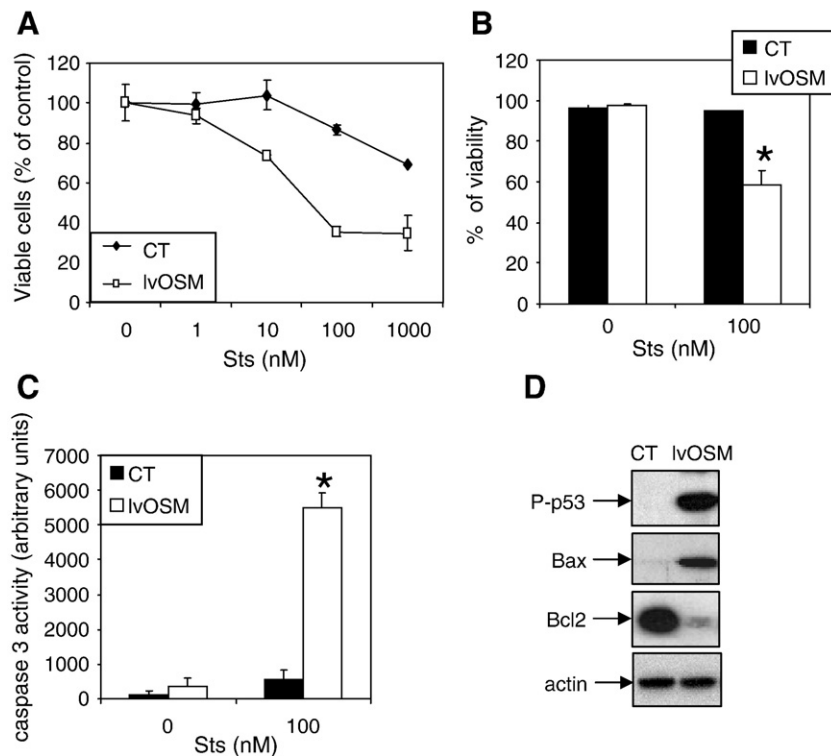 A
Viable cells (% of control)
120
100
80
60
40
20
0
CT
lvOSM
0 1 10 100 1000
Sts (nM)
B
% of viability
120
100
80
60
40
20
0
CT
lvOSM
*
0 100
Sts (nM)
C
caspase 3 activity (arbitrary units)
7000
6000
5000
4000
3000
2000
1000
0
CT
lvOSM
*
0 100
Sts (nM)
D
CT lvOSM
P-p53
Bax
Bcl2
actin